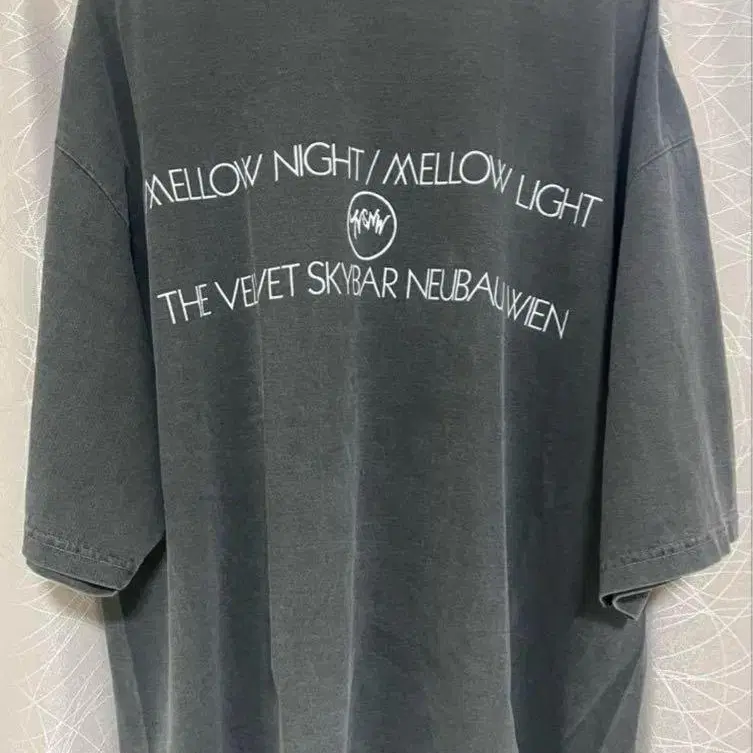 MELLOW NIGHT / MELLOW LIGHT
THE VELVET SKYBAR NEUBAU WIEN